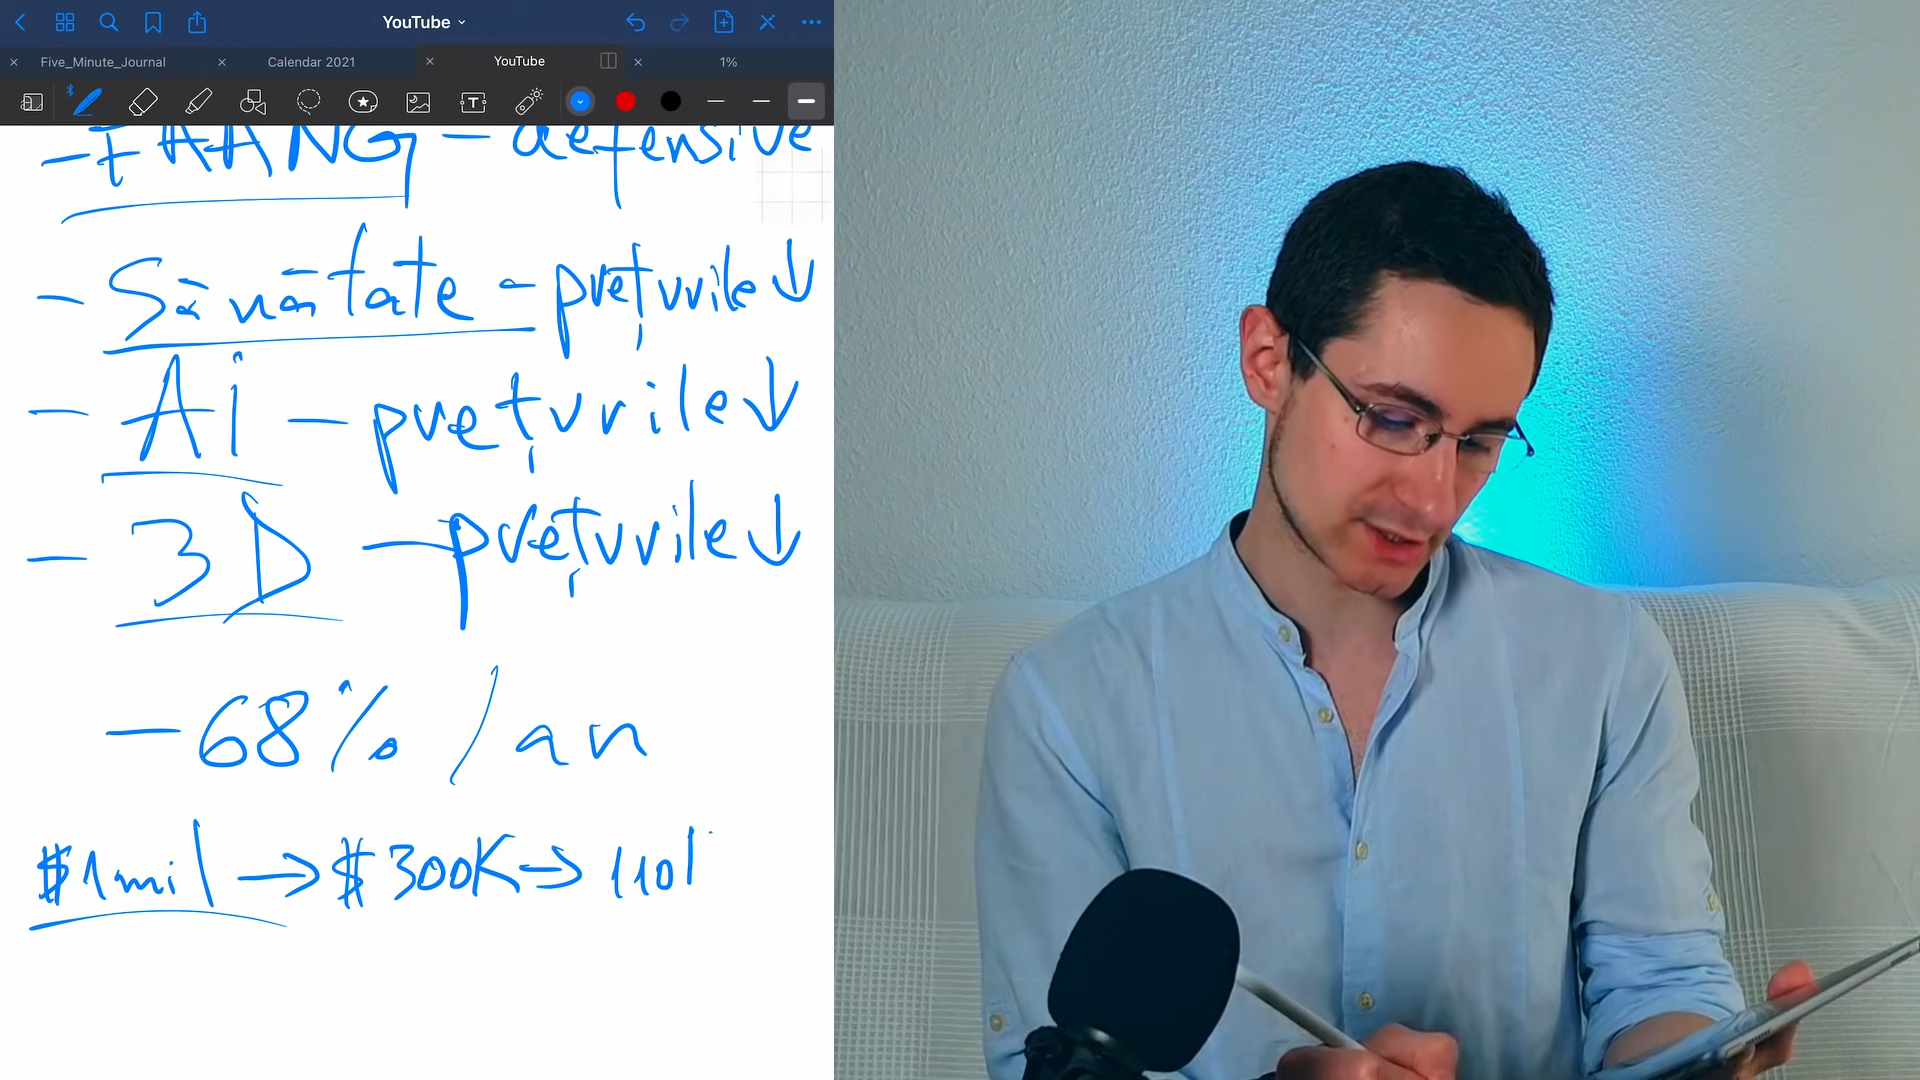 YouTube
Five_Minute_Journal
Calendar 2021
YouTube
1%
T
- FAANG - defensive
- Sănătate - prețurile ↓
- Ai - prețurile ↓
- 3D - prețurile ↓
- 68% / an
$1mil → $300K → 110